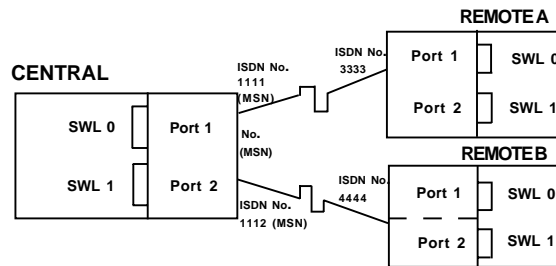 REMOTE A
CENTRAL
ISDN No.
1111
(MSN)
ISDN No.
3333
Port 1
SWL 0
Port 2
SWL 1
SWL 0
Port 1
No.
(MSN)
SWL 1
Port 2
ISDN No.
1112 (MSN)
REMOTE B
ISDN No.
4444
Port 1
SWL 0
Port 2
SWL 1